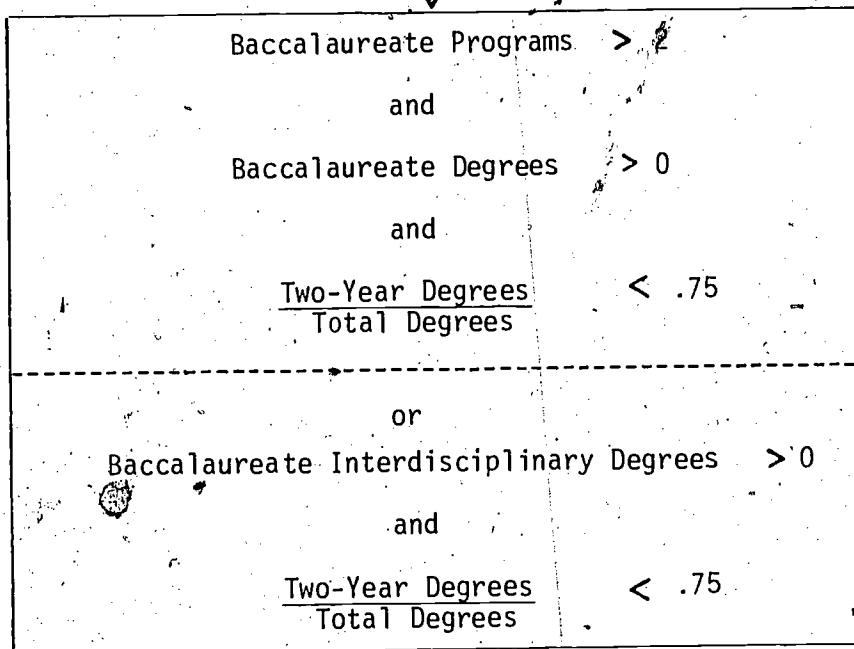 Baccalaureate Programs > 2
and
Baccalaureate Degrees > 0
and
Two-Year Degrees < .75
Total Degrees
or
Baccalaureate Interdisciplinary Degrees > 0
and
Two-Year Degrees < .75
Total Degrees